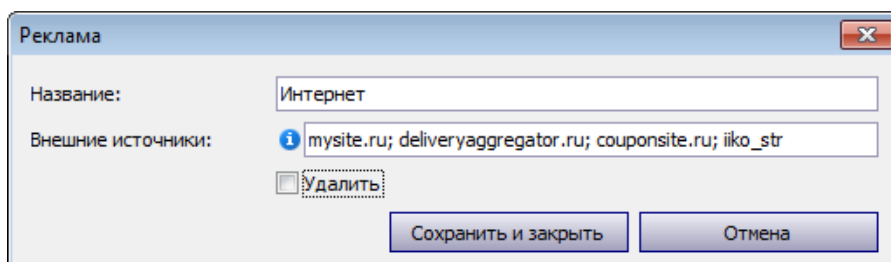 Реклама
Название: Интернет
Внешние источники: mysite.ru; deliveryaggregator.ru; couponsite.ru; iiko_str
Удалить
Сохранить и закрыть Отмена